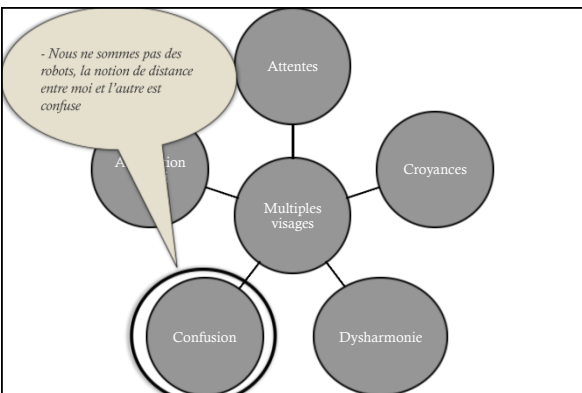 - Nous ne sommes pas des
robots, la notion de distance
entre moi et l'autre est
confuse
Attentes
Croyances
Multiples
visages
Confusion
Dysharmonie